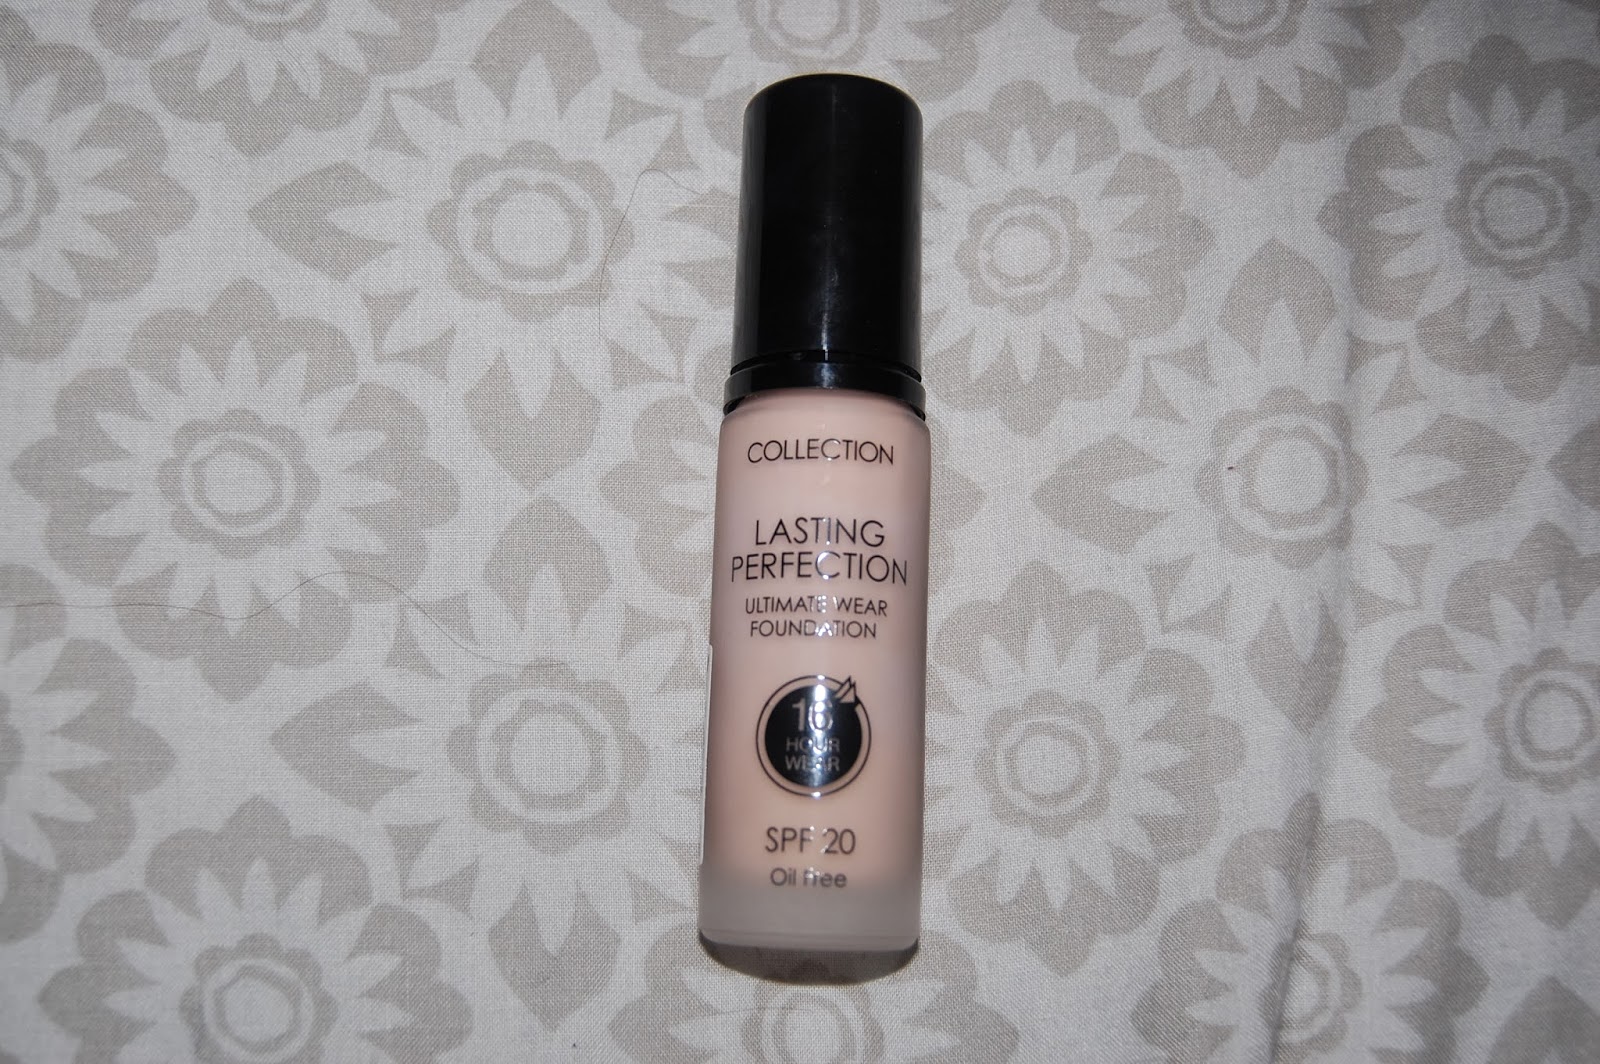 COLLECTION
LASTING
PERFECTION
ULTIMATE WEAR
FOUNDATION
16
HOUR
WEAR
SPF 20
Oil Free